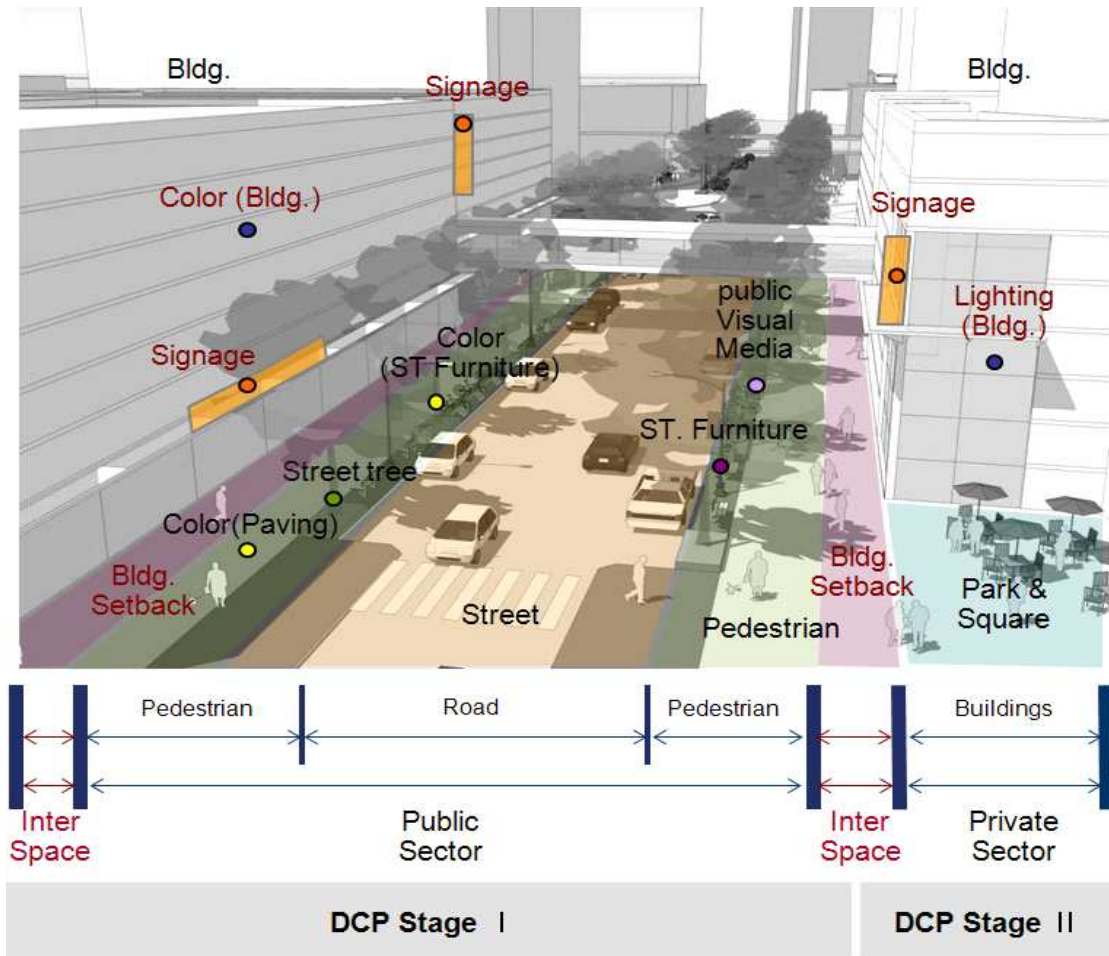 Bldg.
Signage
Bldg.
Color (Bldg.)
Signage
public
Visual
Media
Lighting
(Bldg.)
Color
(ST Furniture)
Signage
ST. Furniture
Street tree
Color(Paving)
Bldg.
Setback
Street
Pedestrian
Bldg.
Setback
Park &
Square
Pedestrian
Road
Pedestrian
Buildings
Inter
Space
Public
Sector
Inter
Space
Private
Sector
DCP Stage I
DCP Stage II